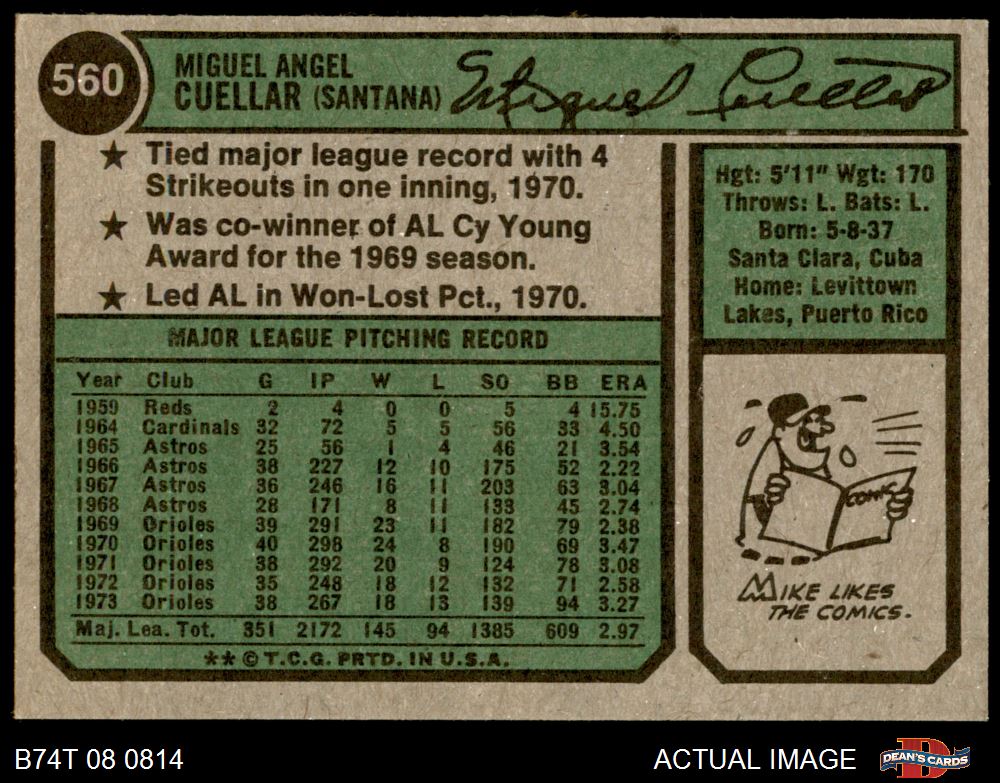 560
MIGUEL ANGEL
CUELLAR (SANTANA)
Miguel Cuellar
★ Tied major league record with 4
Strikeouts in one inning, 1970.
★ Was co-winner of AL Cy Young
Award for the 1969 season.
★ Led AL in Won-Lost Pct., 1970.
MAJOR LEAGUE PITCHING RECORD
Year Club G IP W L SO BB ERA
1959 Reds 2 4 0 0 5 4 15.75
1964 Cardinals 32 72 5 5 56 33 4.50
1965 Astros 25 56 1 4 46 21 3.54
1966 Astros 38 227 12 10 175 52 2.22
1967 Astros 36 246 16 11 203 63 3.04
1968 Astros 28 171 8 11 133 45 2.74
1969 Orioles 39 291 23 11 182 79 2.38
1970 Orioles 40 298 24 8 190 69 3.47
1971 Orioles 38 292 20 9 124 78 3.08
1972 Orioles 35 248 18 12 132 71 2.58
1973 Orioles 38 267 18 13 139 94 3.27
Maj. Lea. Tot. 351 2172 145 94 1385 609 2.97
** © T.C.G. PRTD. IN U.S.A.
Hgt: 5'11" Wgt: 170
Throws: L. Bats: L.
Born: 5-8-37
Santa Clara, Cuba
Home: Levittown
Lakes, Puerto Rico
COMIC
MIKE LIKES
THE COMICS.
B74T 08 0814
ACTUAL IMAGE
DEAN'S CARDS